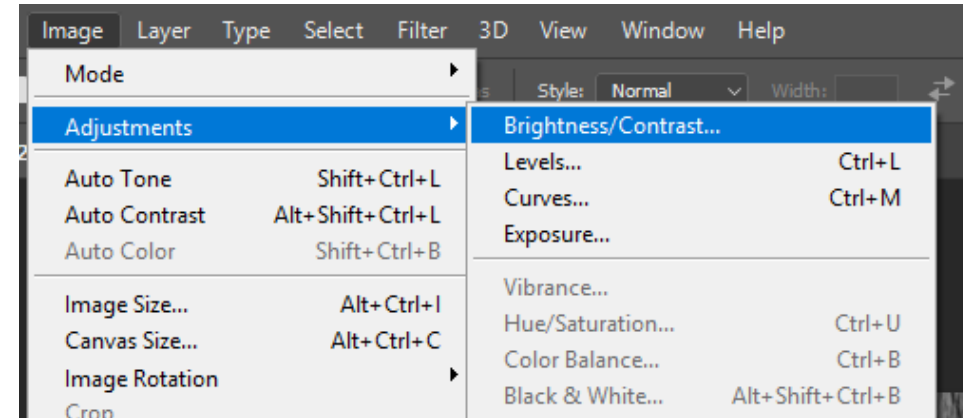 Image Layer Type Select Filter 3D View Window Help
Style: Normal Width:
Mode
Adjustments
Auto Tone Shift+Ctrl+L
Auto Contrast Alt+Shift+Ctrl+L
Auto Color Shift+Ctrl+B
Image Size... Alt+Ctrl+I
Canvas Size... Alt+Ctrl+C
Image Rotation
Crop
Brightness/Contrast...
Levels... Ctrl+L
Curves... Ctrl+M
Exposure...
Vibrance...
Hue/Saturation... Ctrl+U
Color Balance... Ctrl+B
Black & White... Alt+Shift+Ctrl+B